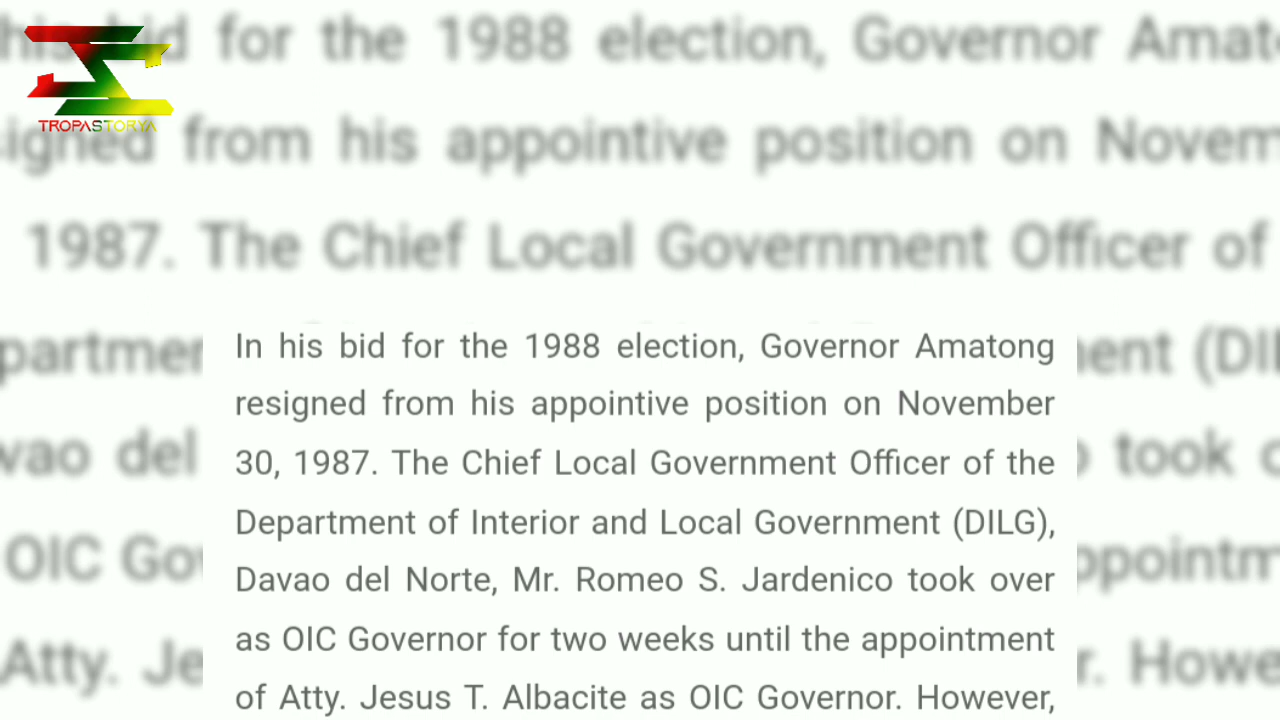 TROPASTORYA
In his bid for the 1988 election, Governor Amatong
resigned from his appointive position on November
30, 1987. The Chief Local Government Officer of the
Department of Interior and Local Government (DILG),
Davao del Norte, Mr. Romeo S. Jardenico took over
as OIC Governor for two weeks until the appointment
of Atty. Jesus T. Albacite as OIC Governor. However,